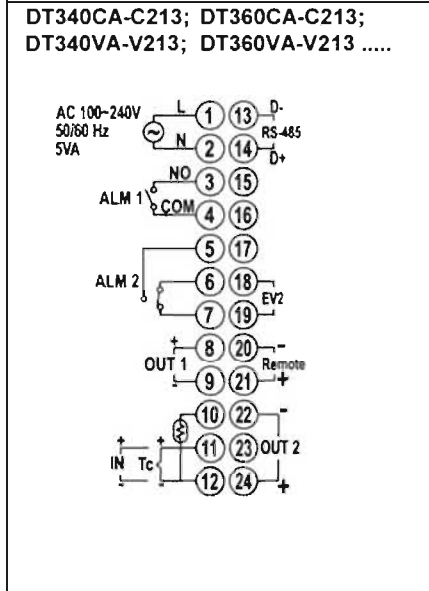 DT340CA-C213; DT360CA-C213;
DT340VA-V213; DT360VA-V213 .....
AC 100~240V
50/60 Hz
5VA
L 1 13 D-
RS-485
N 2 14 D+
NO 3 15
ALM 1
COM 4 16
5 17
ALM 2
6 18
EV2
7 19
+ 8 20 -
OUT 1 Remote
- 9 21 +
10 22 -
+ + 11 23 OUT 2
IN Tc
- - 12 24 +